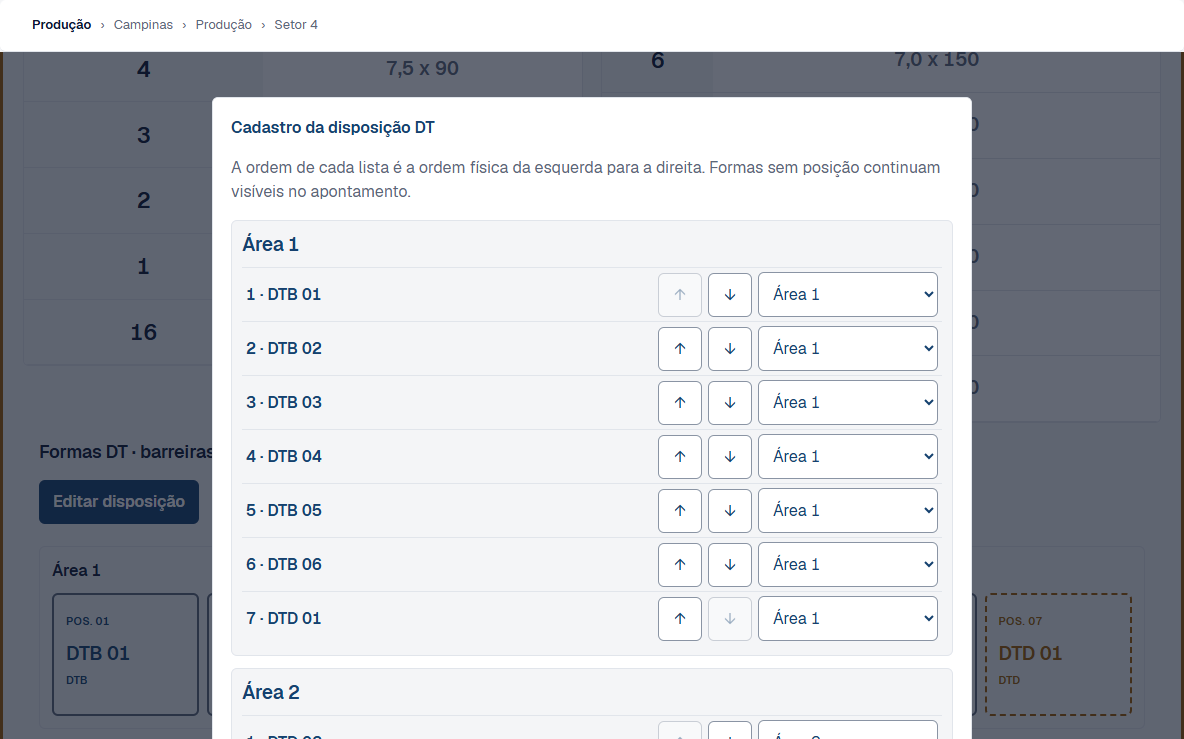 Produção › Campinas › Produção › Setor 4
4 7,5 x 90 6 7,0 x 150
3
2
1
16
Formas DT · barreiras
Editar disposição
Área 1
POS. 01
DTB 01
DTB
POS. 07
DTD 01
DTD
Cadastro da disposição DT
A ordem de cada lista é a ordem física da esquerda para a direita. Formas sem posição continuam
visíveis no apontamento.
Área 1
1 · DTB 01 ↑ ↓ Área 1
2 · DTB 02 ↑ ↓ Área 1
3 · DTB 03 ↑ ↓ Área 1
4 · DTB 04 ↑ ↓ Área 1
5 · DTB 05 ↑ ↓ Área 1
6 · DTB 06 ↑ ↓ Área 1
7 · DTD 01 ↑ ↓ Área 1
Área 2